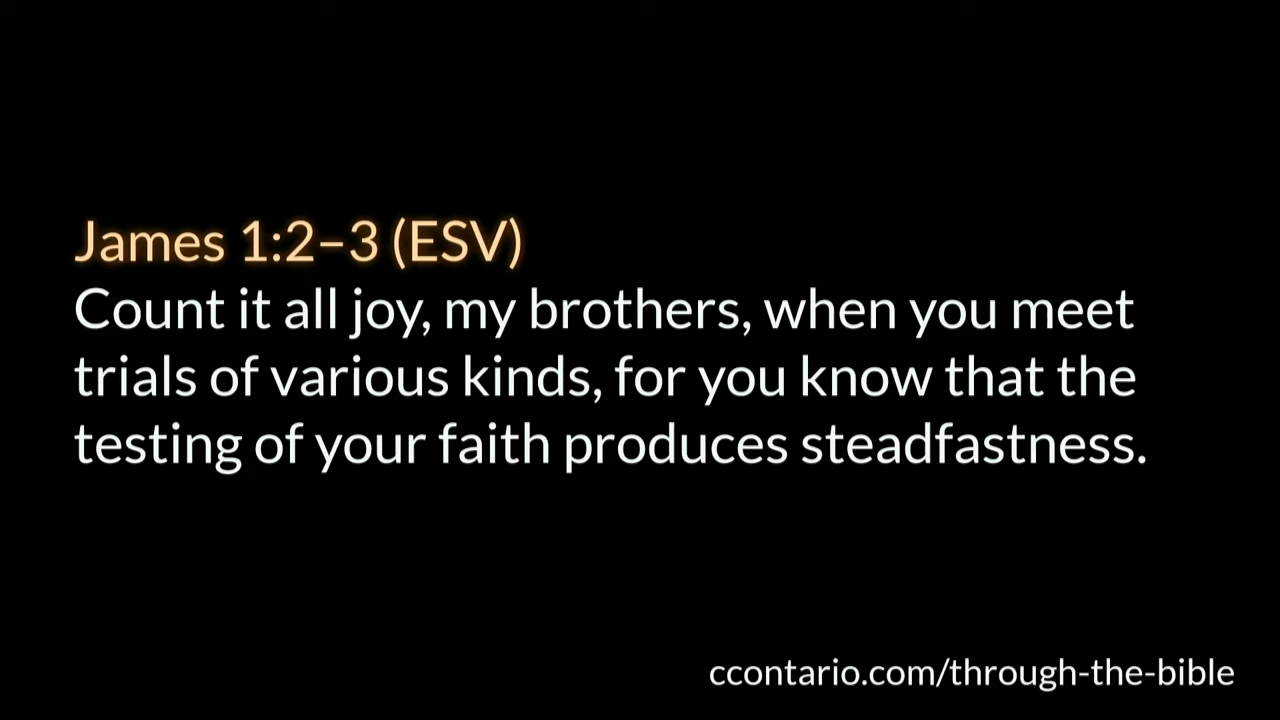 James 1:2–3 (ESV)
Count it all joy, my brothers, when you meet
trials of various kinds, for you know that the
testing of your faith produces steadfastness.
ccontario.com/through-the-bible